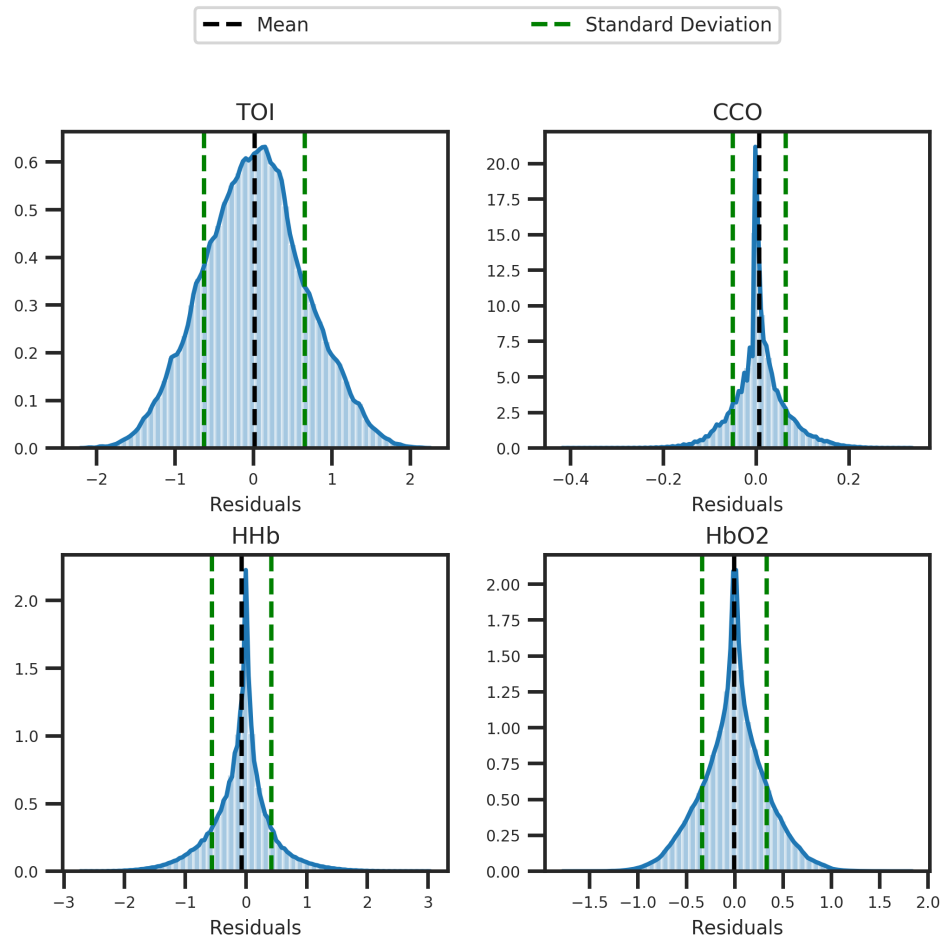 Mean Standard Deviation
TOI CCO
0.6
0.5
0.4
0.3
0.2
0.1
0.0
−2 −1 0 1 2
Residuals
20.0
17.5
15.0
12.5
10.0
7.5
5.0
2.5
0.0
−0.4 −0.2 0.0 0.2
Residuals
HHb HbO2
2.0
1.5
1.0
0.5
0.0
−3 −2 −1 0 1 2 3
Residuals
2.00
1.75
1.50
1.25
1.00
0.75
0.50
0.25
0.00
−1.5 −1.0 −0.5 0.0 0.5 1.0 1.5 2.0
Residuals